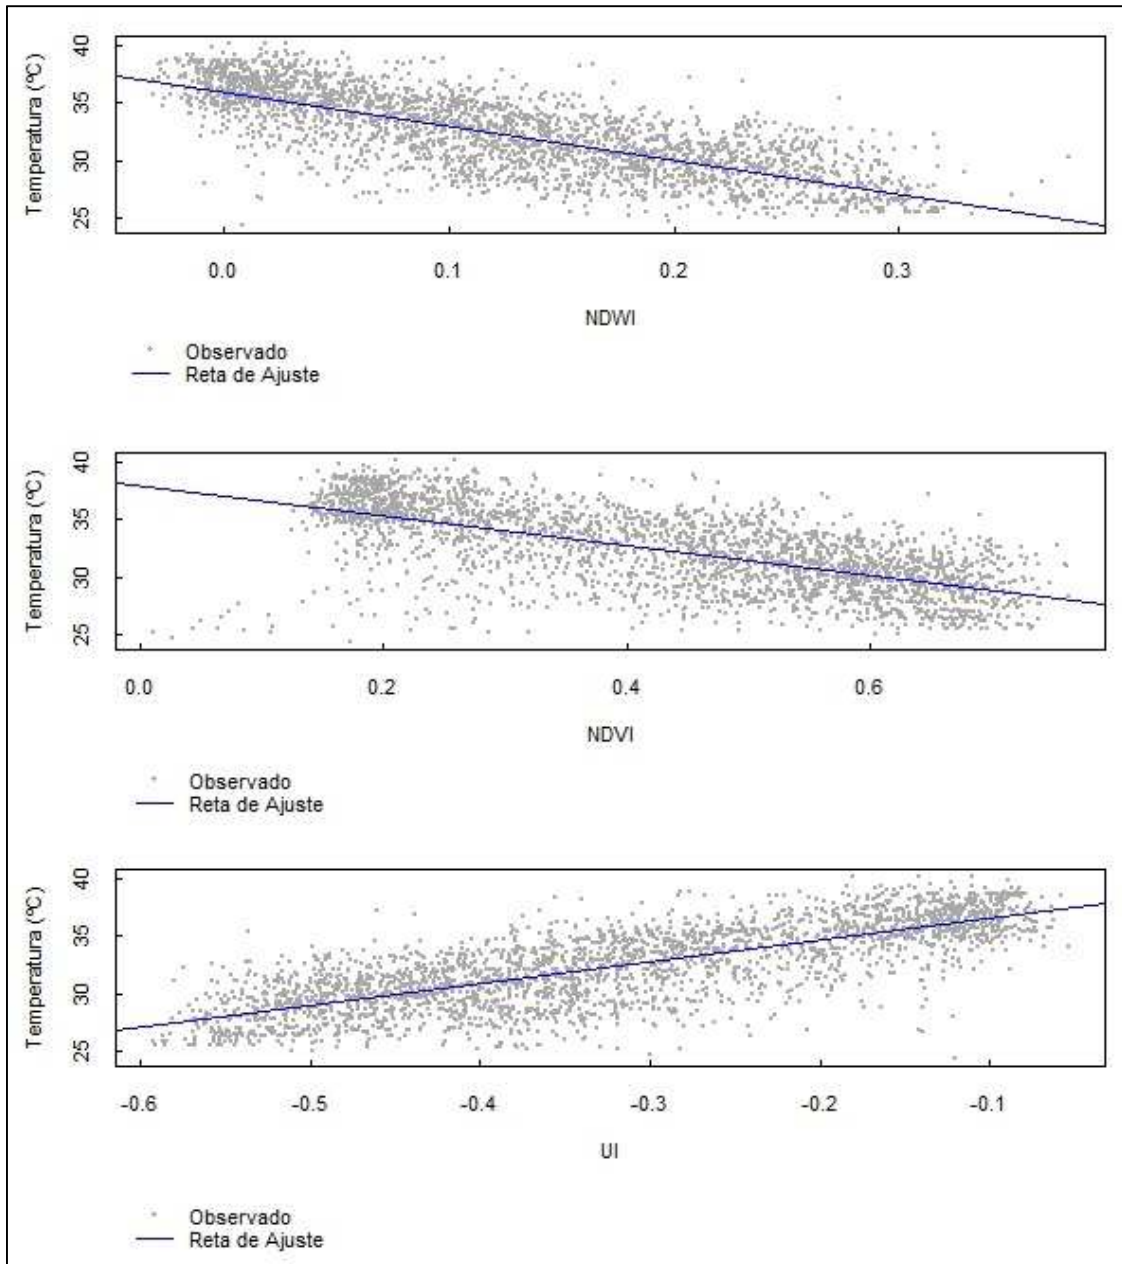 Temperatura (ºC)
40
35
30
25
0.0 0.1 0.2 0.3
NDWI
Observado
Reta de Ajuste
Temperatura (ºC)
40
35
30
25
0.0 0.2 0.4 0.6
NDVI
Observado
Reta de Ajuste
Temperatura (ºC)
40
35
30
25
-0.6 -0.5 -0.4 -0.3 -0.2 -0.1
UI
Observado
Reta de Ajuste